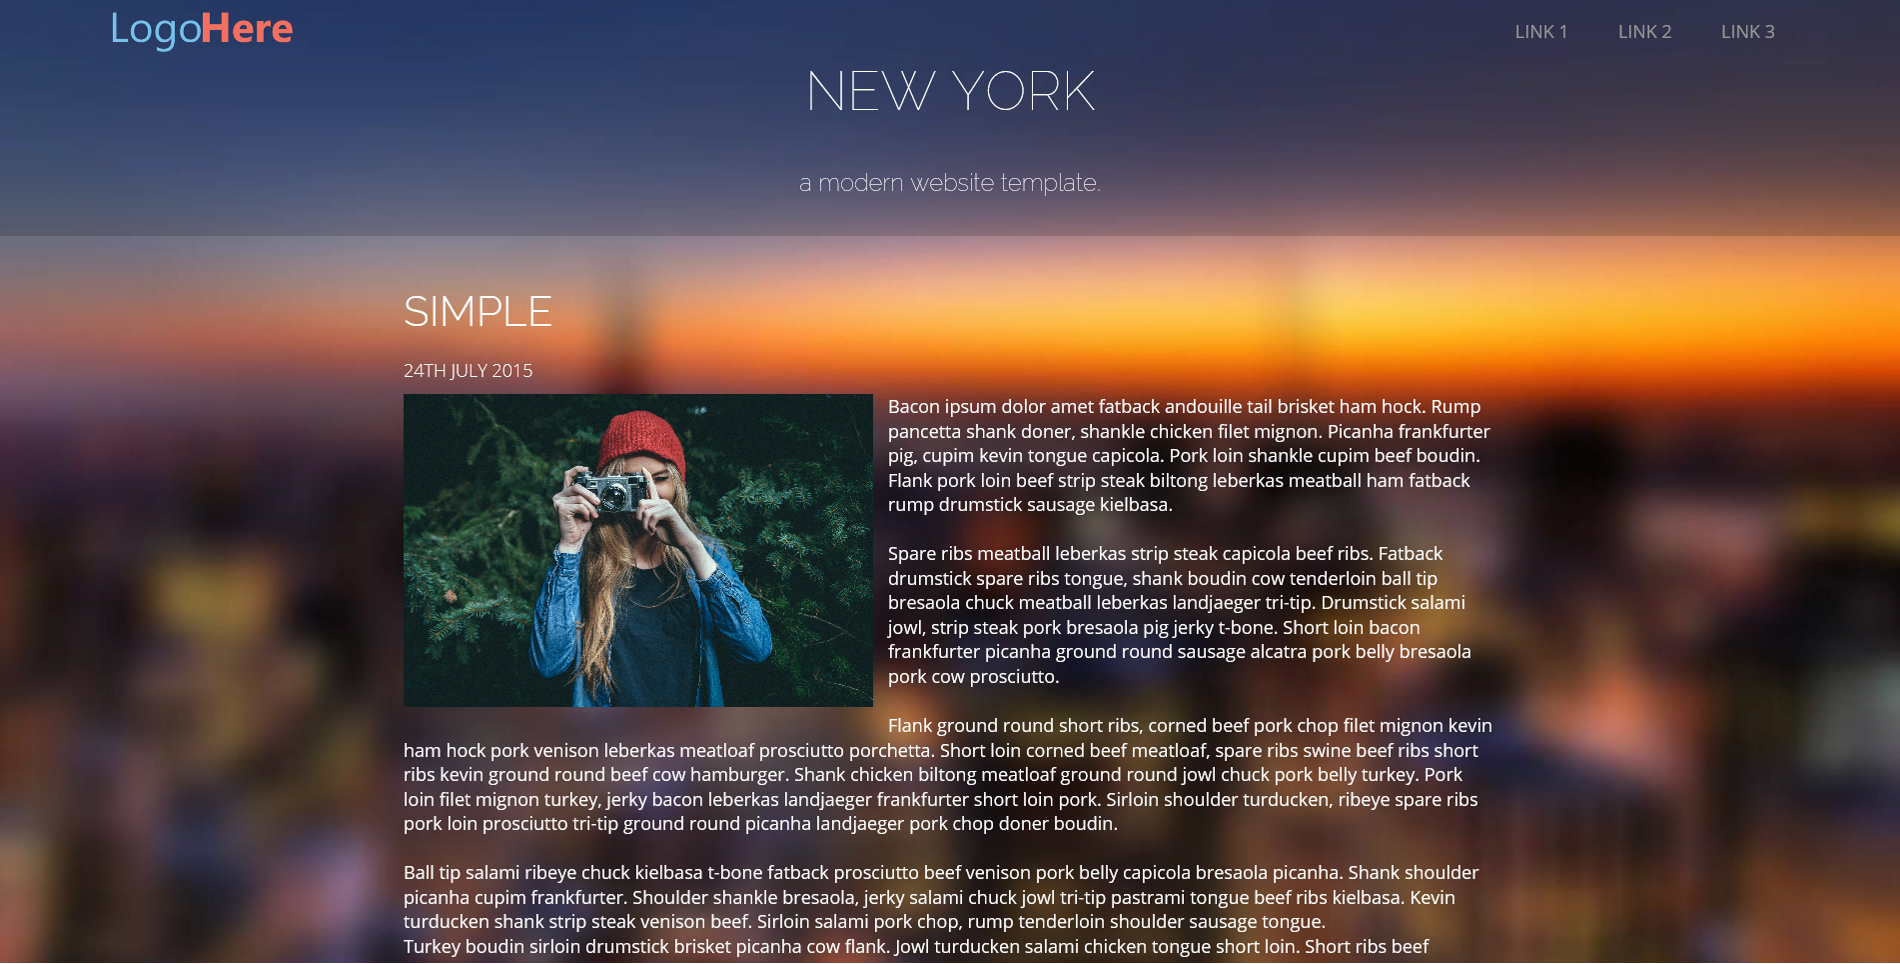 LogoHere
LINK 1
LINK 2
LINK 3
NEW YORK
a modern website template.
SIMPLE
24TH JULY 2015
Bacon ipsum dolor amet fatback andouille tail brisket ham hock. Rump
pancetta shank doner, shankle chicken filet mignon. Picanha frankfurter
pig, cupim kevin tongue capicola. Pork loin shankle cupim beef boudin.
Flank pork loin beef strip steak biltong leberkas meatball ham fatback
rump drumstick sausage kielbasa.
Spare ribs meatball leberkas strip steak capicola beef ribs. Fatback
drumstick spare ribs tongue, shank boudin cow tenderloin ball tip
bresaola chuck meatball leberkas landjaeger tri-tip. Drumstick salami
jowl, strip steak pork bresaola pig jerky t-bone. Short loin bacon
frankfurter picanha ground round sausage alcatra pork belly bresaola
pork cow prosciutto.
Flank ground round short ribs, corned beef pork chop filet mignon kevin
ham hock pork venison leberkas meatloaf prosciutto porchetta. Short loin corned beef meatloaf, spare ribs swine beef ribs short
ribs kevin ground round beef cow hamburger. Shank chicken biltong meatloaf ground round jowl chuck pork belly turkey. Pork
loin filet mignon turkey, jerky bacon leberkas landjaeger frankfurter short loin pork. Sirloin shoulder turducken, ribeye spare ribs
pork loin prosciutto tri-tip ground round picanha landjaeger pork chop doner boudin.
Ball tip salami ribeye chuck kielbasa t-bone fatback prosciutto beef venison pork belly capicola bresaola picanha. Shank shoulder
picanha cupim frankfurter. Shoulder shankle bresaola, jerky salami chuck jowl tri-tip pastrami tongue beef ribs kielbasa. Kevin
turducken shank strip steak venison beef. Sirloin salami pork chop, rump tenderloin shoulder sausage tongue.
Turkey boudin sirloin drumstick brisket picanha cow flank. Jowl turducken salami chicken tongue short loin. Short ribs beef